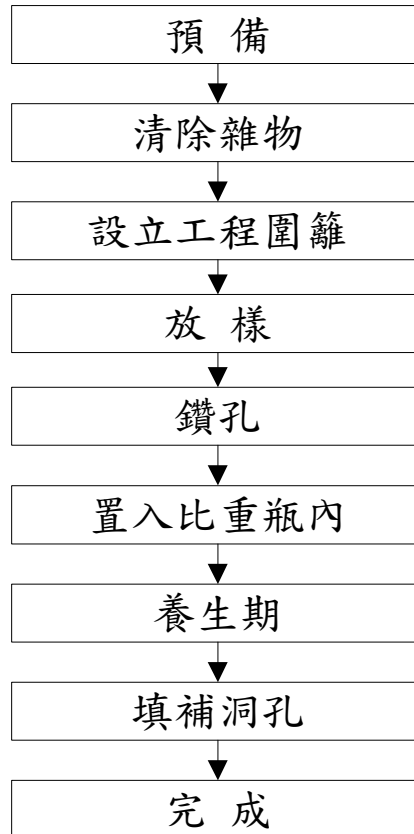 預 備
清除雜物
設立工程圍籬
放 樣
鑽孔
置入比重瓶內
養生期
填補洞孔
完 成